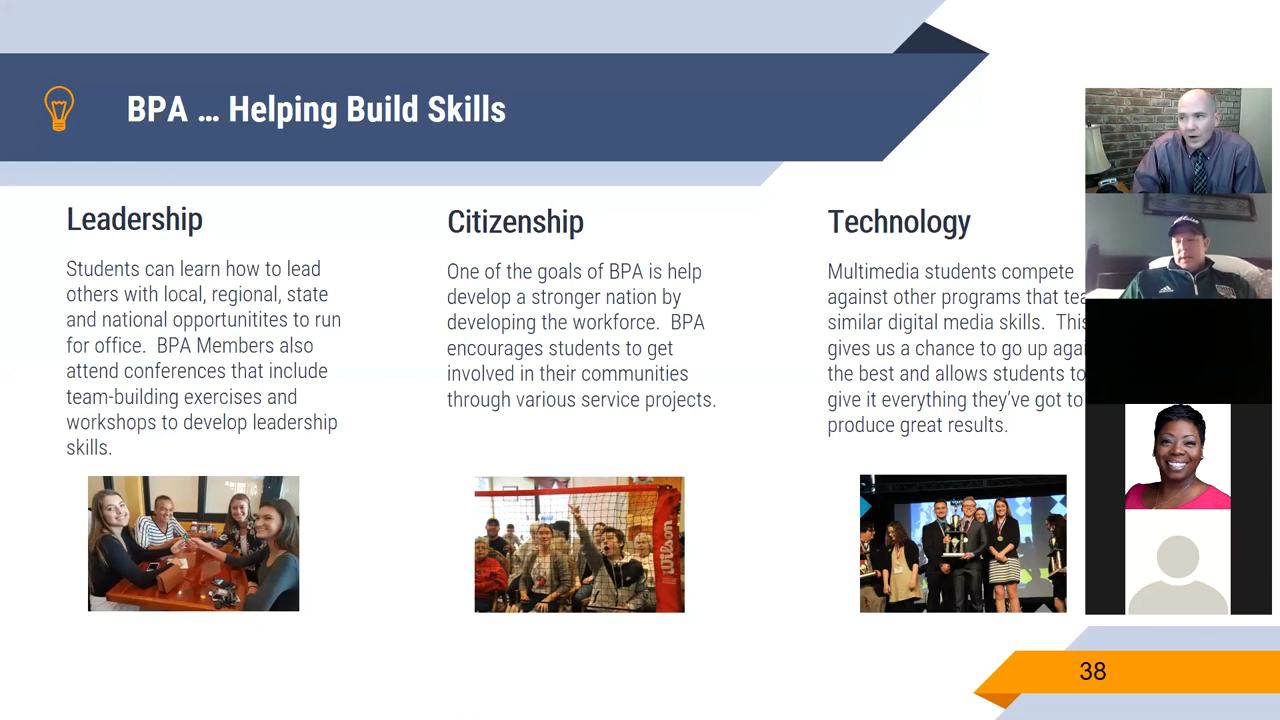 BPA ... Helping Build Skills
Leadership
Students can learn how to lead
others with local, regional, state
and national opportunitites to run
for office. BPA Members also
attend conferences that include
team-building exercises and
workshops to develop leadership
skills.
Citizenship
One of the goals of BPA is help
develop a stronger nation by
developing the workforce. BPA
encourages students to get
involved in their communities
through various service projects.
Technology
Multimedia students compete
against other programs that
similar digital media skills. This
gives us a chance to go up
the best and allows students to
give it everything they've got to
produce great results.
Wilson
38